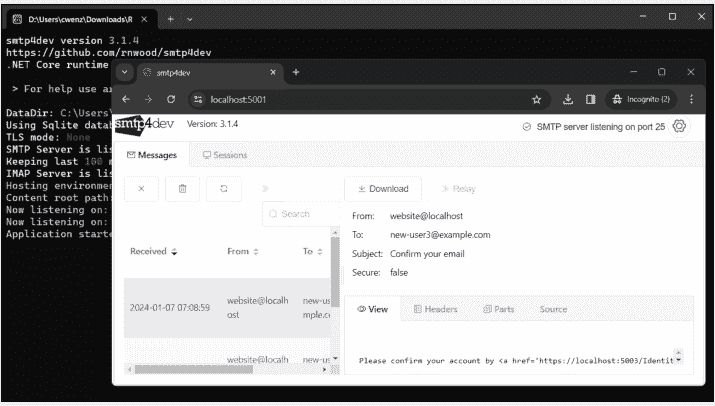 D:\Users\cwenz\Downloads\R
smtp4dev version 3.1.4
https://github.com/rnwood/smtp4dev
.NET Core runtime
> For help use a
DataDir: C:\Users\
Using Sqlite datab
TLS mode: None
SMTP Server is lis
Keeping last 100 m
IMAP Server is lis
Hosting environmen
Content root path:
Now listening on:
Now listening on:
Application starte
smtp4dev
localhost:5001
Incognito (2)
smtp4dev Version: 3.1.4
SMTP server listening on port 25
Messages Sessions
Download Relay
Search
From: website@localhost
To: new-user3@example.com
Subject: Confirm your email
Secure: false
Received From To
2024-01-07 07:08:59 website@localh
ost new-us
mple.c
website@localh new-us
View Headers Parts Source
Please confirm your account by <a href='https://localhost:5003/Identit